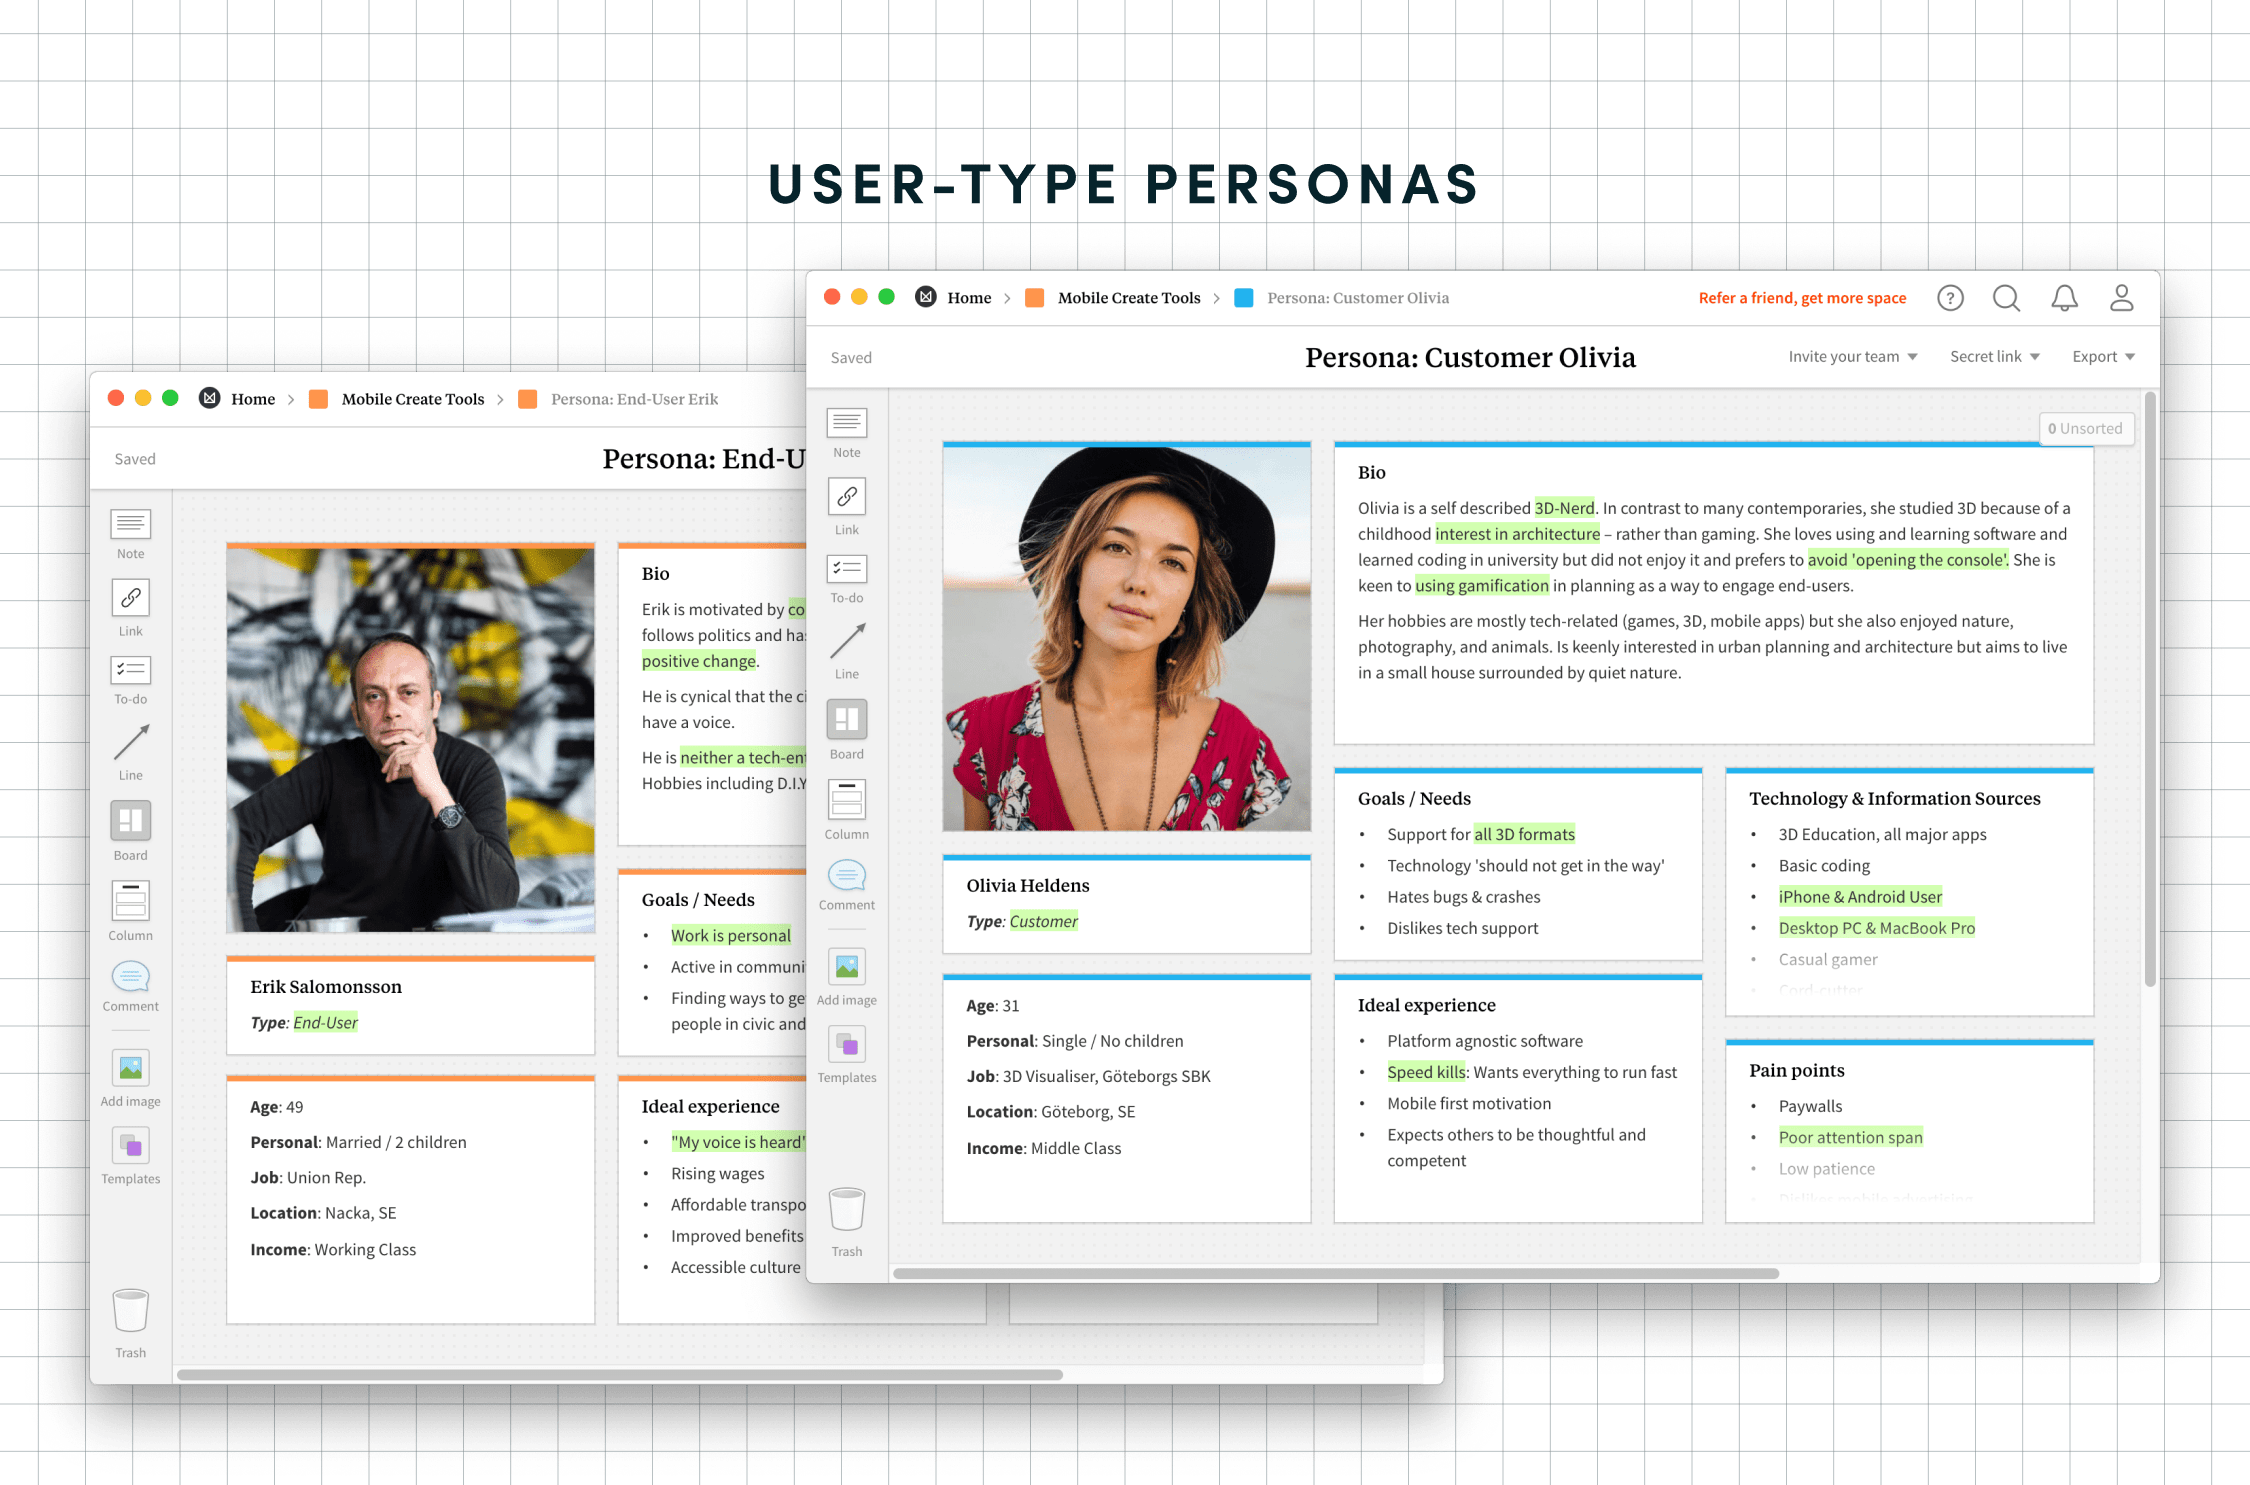 USER-TYPE PERSONAS
Home
Mobile Create Tools
Persona: Customer Olivia
Refer a friend, get more space
Saved
Persona: Customer Olivia
Invite your team
Secret link
Export
Note
Link
To-do
Line
Board
Column
Comment
Add image
Templates
Trash
0 Unsorted
Olivia Heldens
Type: Customer
Age: 31
Personal: Single / No children
Job: 3D Visualiser, Göteborgs SBK
Location: Göteborg, SE
Income: Middle Class
Bio
Olivia is a self described 3D-Nerd. In contrast to many contemporaries, she studied 3D because of a
childhood interest in architecture – rather than gaming. She loves using and learning software and
learned coding in university but did not enjoy it and prefers to avoid 'opening the console'. She is
keen to using gamification in planning as a way to engage end-users.
Her hobbies are mostly tech-related (games, 3D, mobile apps) but she also enjoyed nature,
photography, and animals. Is keenly interested in urban planning and architecture but aims to live
in a small house surrounded by quiet nature.
Goals / Needs
• Support for all 3D formats
• Technology 'should not get in the way'
• Hates bugs & crashes
• Dislikes tech support
Ideal experience
• Platform agnostic software
• Speed kills: Wants everything to run fast
• Mobile first motivation
• Expects others to be thoughtful and
competent
Technology & Information Sources
• 3D Education, all major apps
• Basic coding
• iPhone & Android User
• Desktop PC & MacBook Pro
• Casual gamer
• Cord-cutter
Pain points
• Paywalls
• Poor attention span
• Low patience
• Dislikes mobile advertising
Home
Mobile Create Tools
Persona: End-User Erik
Saved
Persona: End-U
Note
Link
To-do
Line
Board
Column
Comment
Add image
Templates
Trash
Erik Salomonsson
Type: End-User
Age: 49
Personal: Married / 2 children
Job: Union Rep.
Location: Nacka, SE
Income: Working Class
Bio
Erik is motivated by co
follows politics and ha
positive change.
He is cynical that the ci
have a voice.
He is neither a tech-ent
Hobbies including D.I.Y
Goals / Needs
• Work is personal
• Active in communi
• Finding ways to ge
people in civic and
Ideal experience
• "My voice is heard"
• Rising wages
• Affordable transpo
• Improved benefits
• Accessible culture